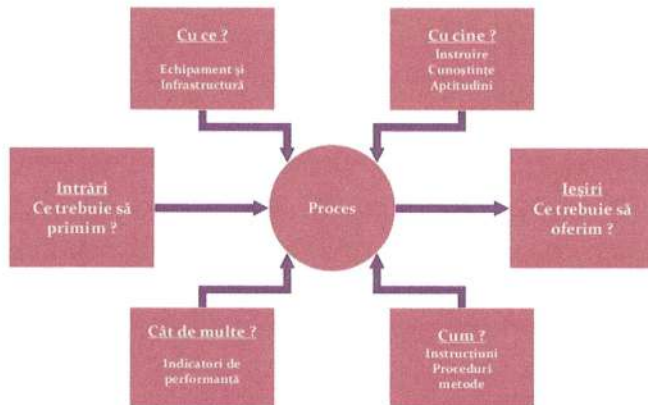 Cu ce ?
Echipament și
Infrastructură
Cu cine ?
Instruire
Cunoștințe
Aptitudini
Intrări
Ce trebuie să
primim ?
Proces
Ieșiri
Ce trebuie să
oferim ?
Cât de multe ?
Indicatori de
performanță
Cum ?
Instrucțiuni
Proceduri
metode